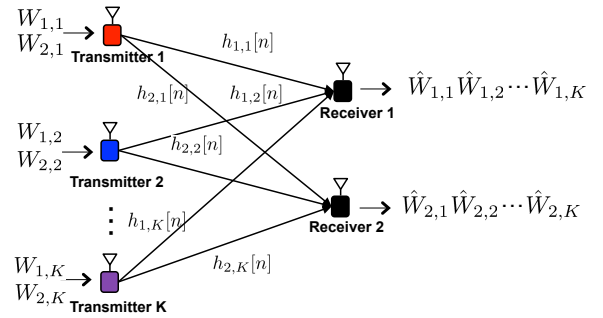 W_{1,1}
W_{2,1}
Transmitter 1
h_{1,1}[n]
h_{2,1}[n]
h_{1,2}[n]
Receiver 1
Ŵ_{1,1}Ŵ_{1,2}⋯Ŵ_{1,K}
W_{1,2}
W_{2,2}
Transmitter 2
h_{2,2}[n]
Receiver 2
Ŵ_{2,1}Ŵ_{2,2}⋯Ŵ_{2,K}
⋮
h_{1,K}[n]
h_{2,K}[n]
W_{1,K}
W_{2,K}
Transmitter K